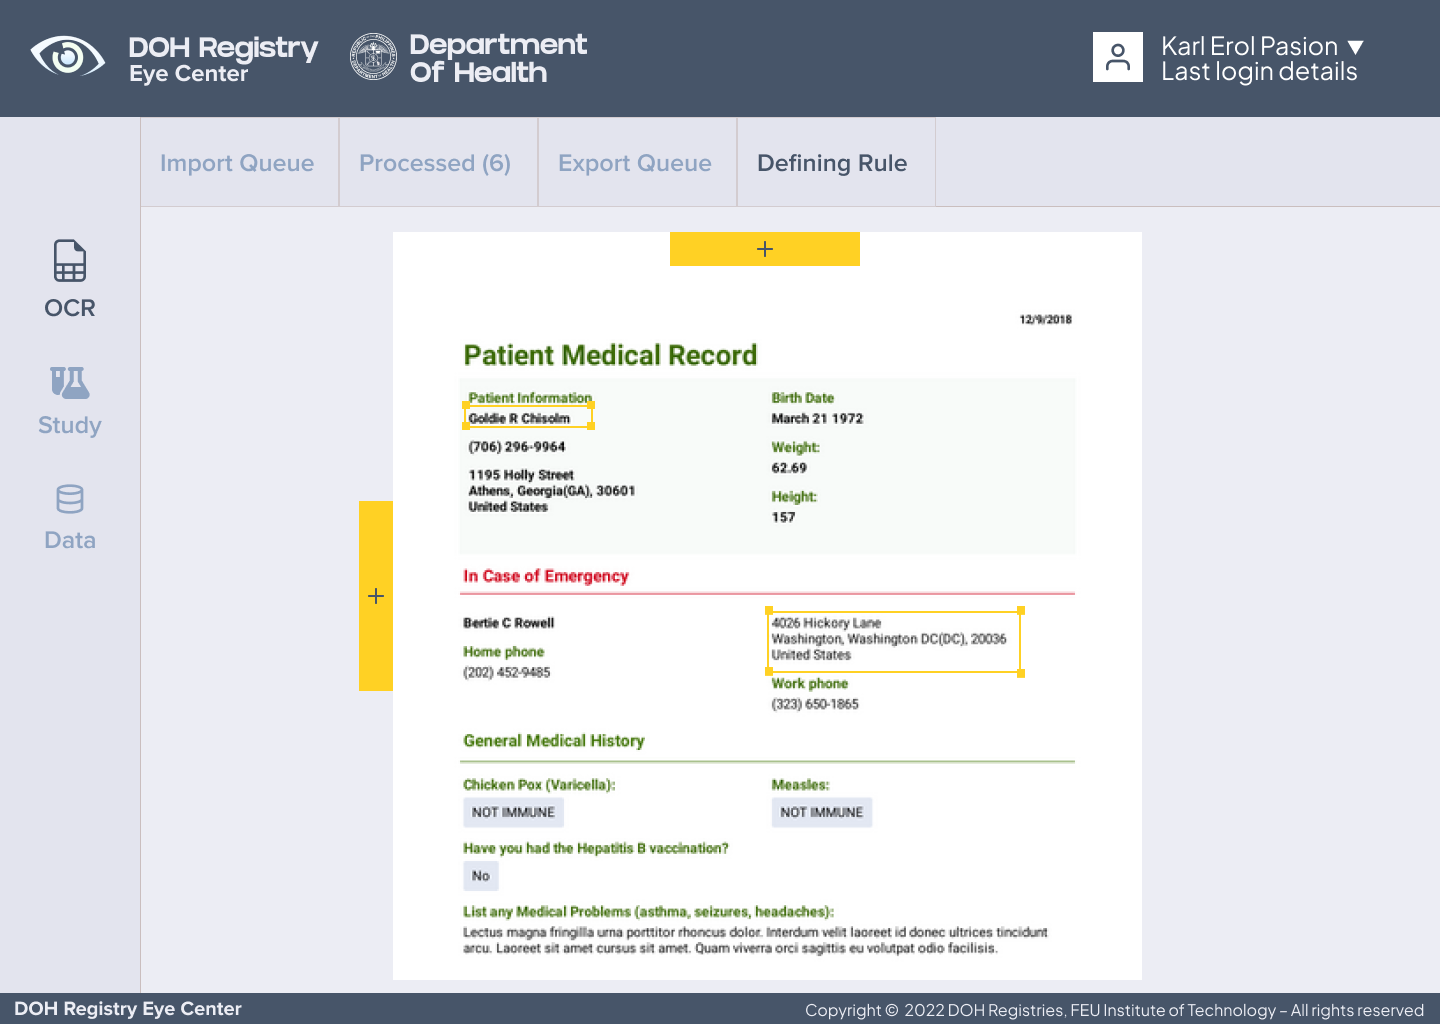 DOH Registry
Eye Center
Department
Of Health
Karl Erol Pasion ▼
Last login details
Import Queue
Processed (6)
Export Queue
Defining Rule
OCR
Study
Data
+
+
12/9/2018
Patient Medical Record
Patient Information
Goldie R Chisolm
(706) 296-9964
1195 Holly Street
Athens, Georgia(GA), 30601
United States
Birth Date
March 21 1972
Weight:
62.69
Height:
157
In Case of Emergency
Bertie C Rowell
Home phone
(202) 452-9485
4026 Hickory Lane
Washington, Washington DC(DC), 20036
United States
Work phone
(323) 650-1865
General Medical History
Chicken Pox (Varicella):
NOT IMMUNE
Measles:
NOT IMMUNE
Have you had the Hepatitis B vaccination?
No
List any Medical Problems (asthma, seizures, headaches):
Lectus magna fringilla urna porttitor rhoncus dolor. Interdum velit laoreet id donec ultrices tincidunt
arcu. Laoreet sit amet cursus sit amet. Quam viverra orci sagittis eu volutpat odio facilisis.
DOH Registry Eye Center
Copyright © 2022 DOH Registries, FEU Institute of Technology – All rights reserved